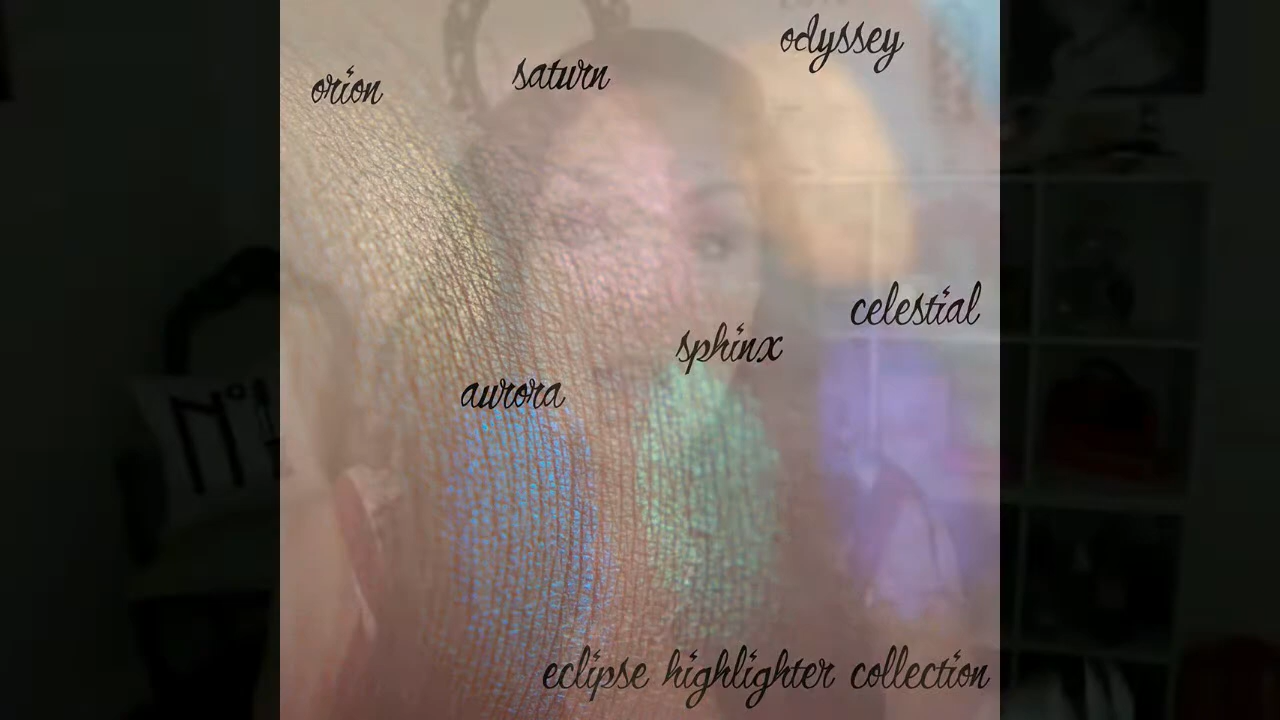 odyssey
saturn
orion
celestial
sphinx
aurora
eclipse highlighter collection